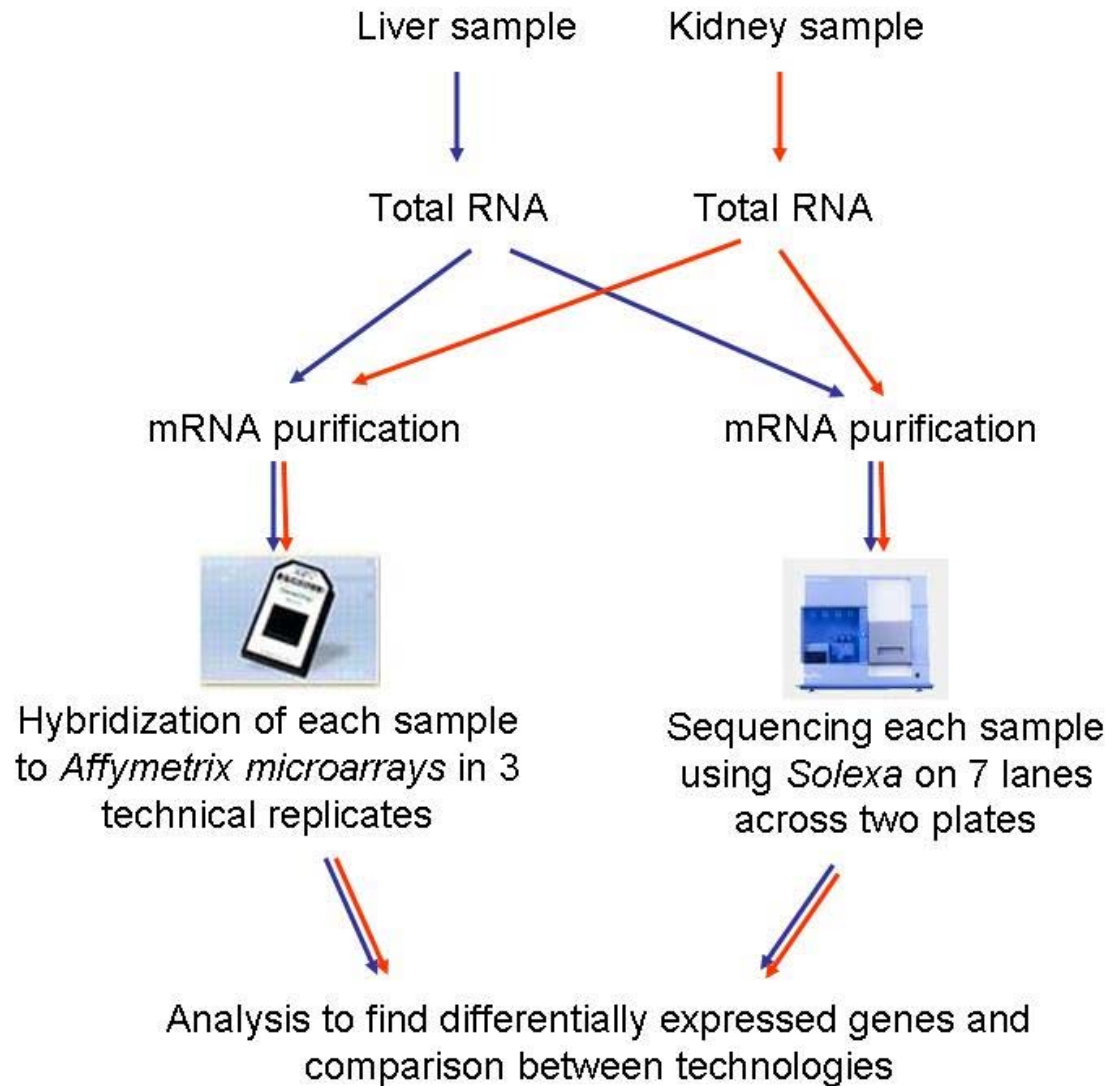 Liver sample
Kidney sample
Total RNA
Total RNA
mRNA purification
mRNA purification
Hybridization of each sample
to Affymetrix microarrays in 3
technical replicates
Sequencing each sample
using Solexa on 7 lanes
across two plates
Analysis to find differentially expressed genes and
comparison between technologies